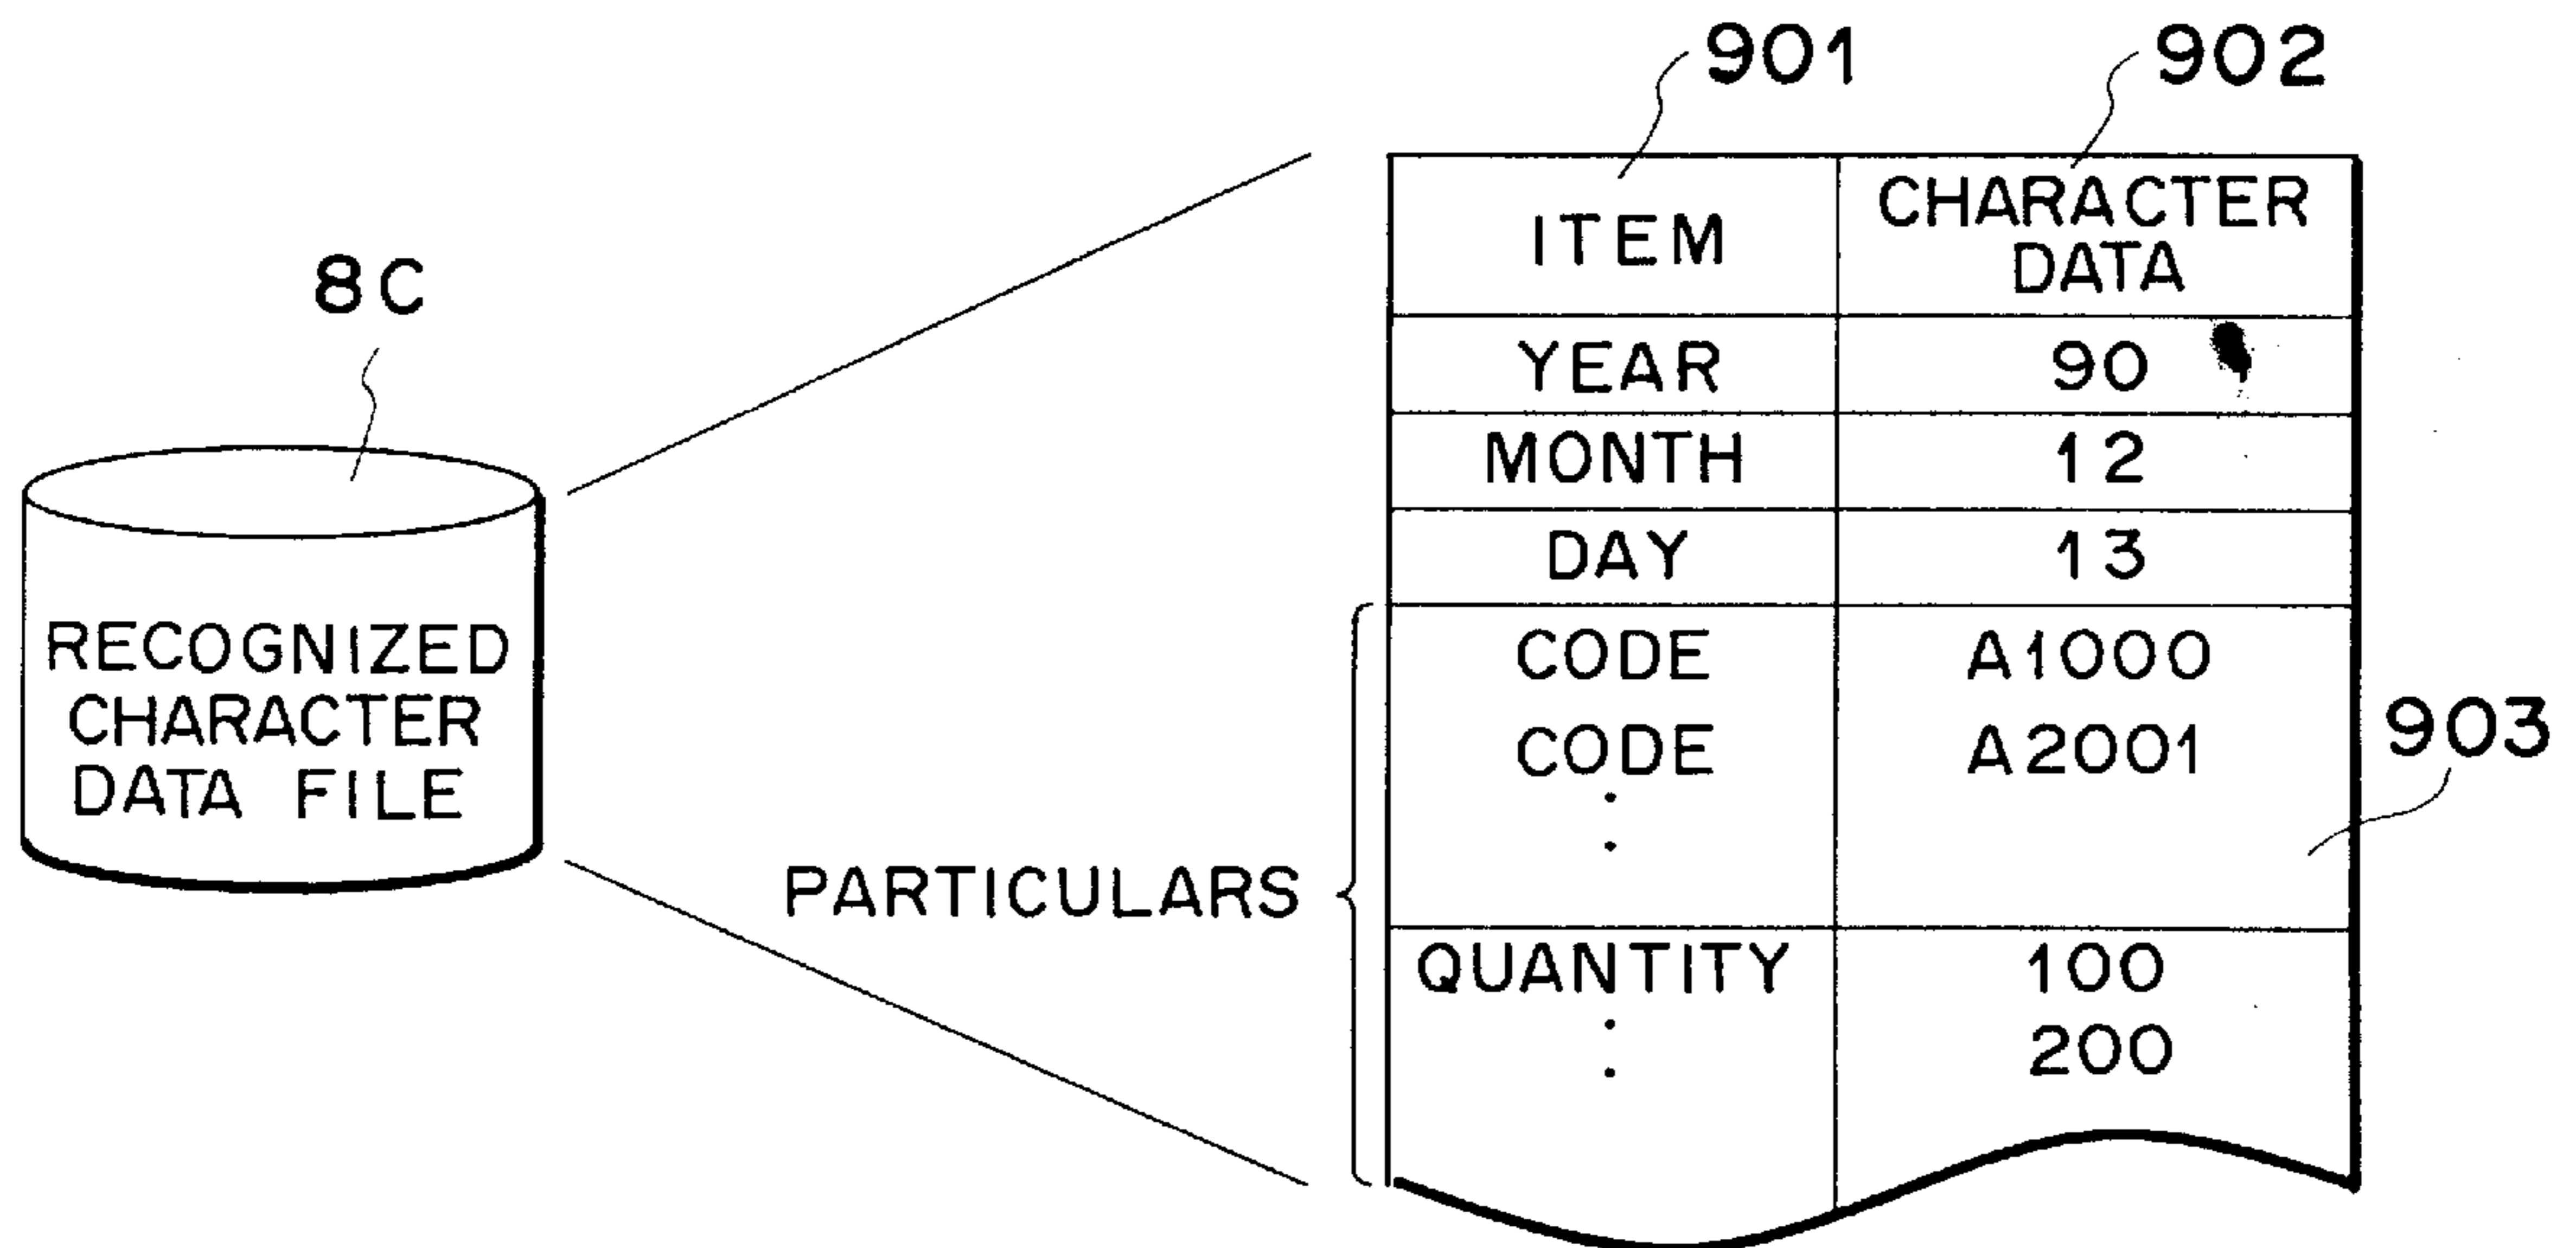 901
902
8C
RECOGNIZED
CHARACTER
DATA FILE
ITEM
CHARACTER
DATA
YEAR
90
MONTH
12
DAY
13
PARTICULARS
CODE
A1000
CODE
A2001
903
QUANTITY
100
200